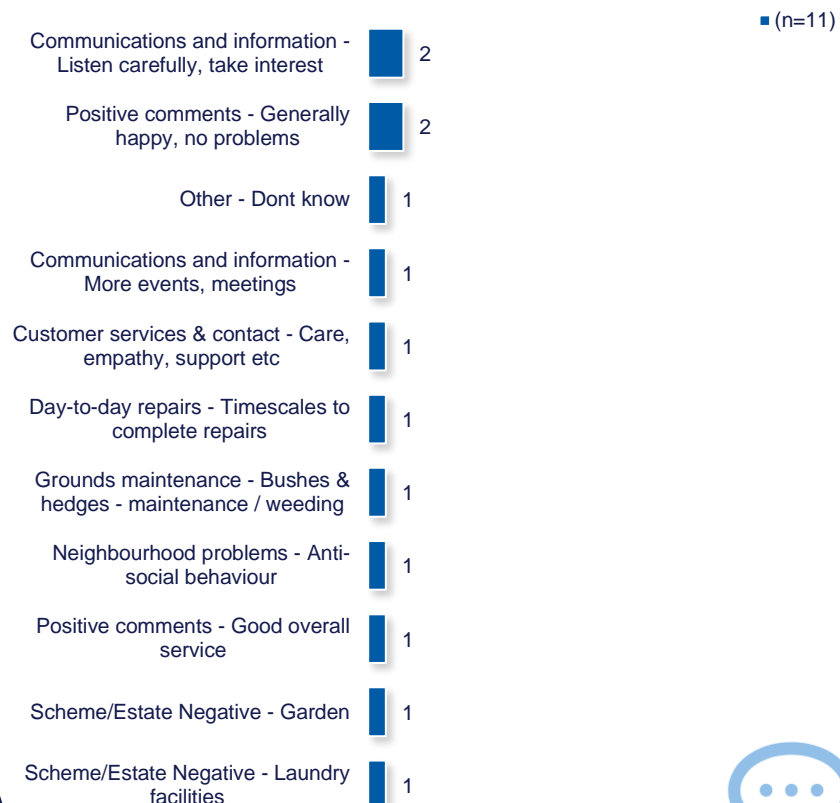 (n=11)
Communications and information -
Listen carefully, take interest
2
Positive comments - Generally
happy, no problems
2
Other - Dont know
1
Communications and information -
More events, meetings
1
Customer services & contact - Care,
empathy, support etc
1
Day-to-day repairs - Timescales to
complete repairs
1
Grounds maintenance - Bushes &
hedges - maintenance / weeding
1
Neighbourhood problems - Anti-
social behaviour
1
Positive comments - Good overall
service
1
Scheme/Estate Negative - Garden
1
Scheme/Estate Negative - Laundry
facilities
1